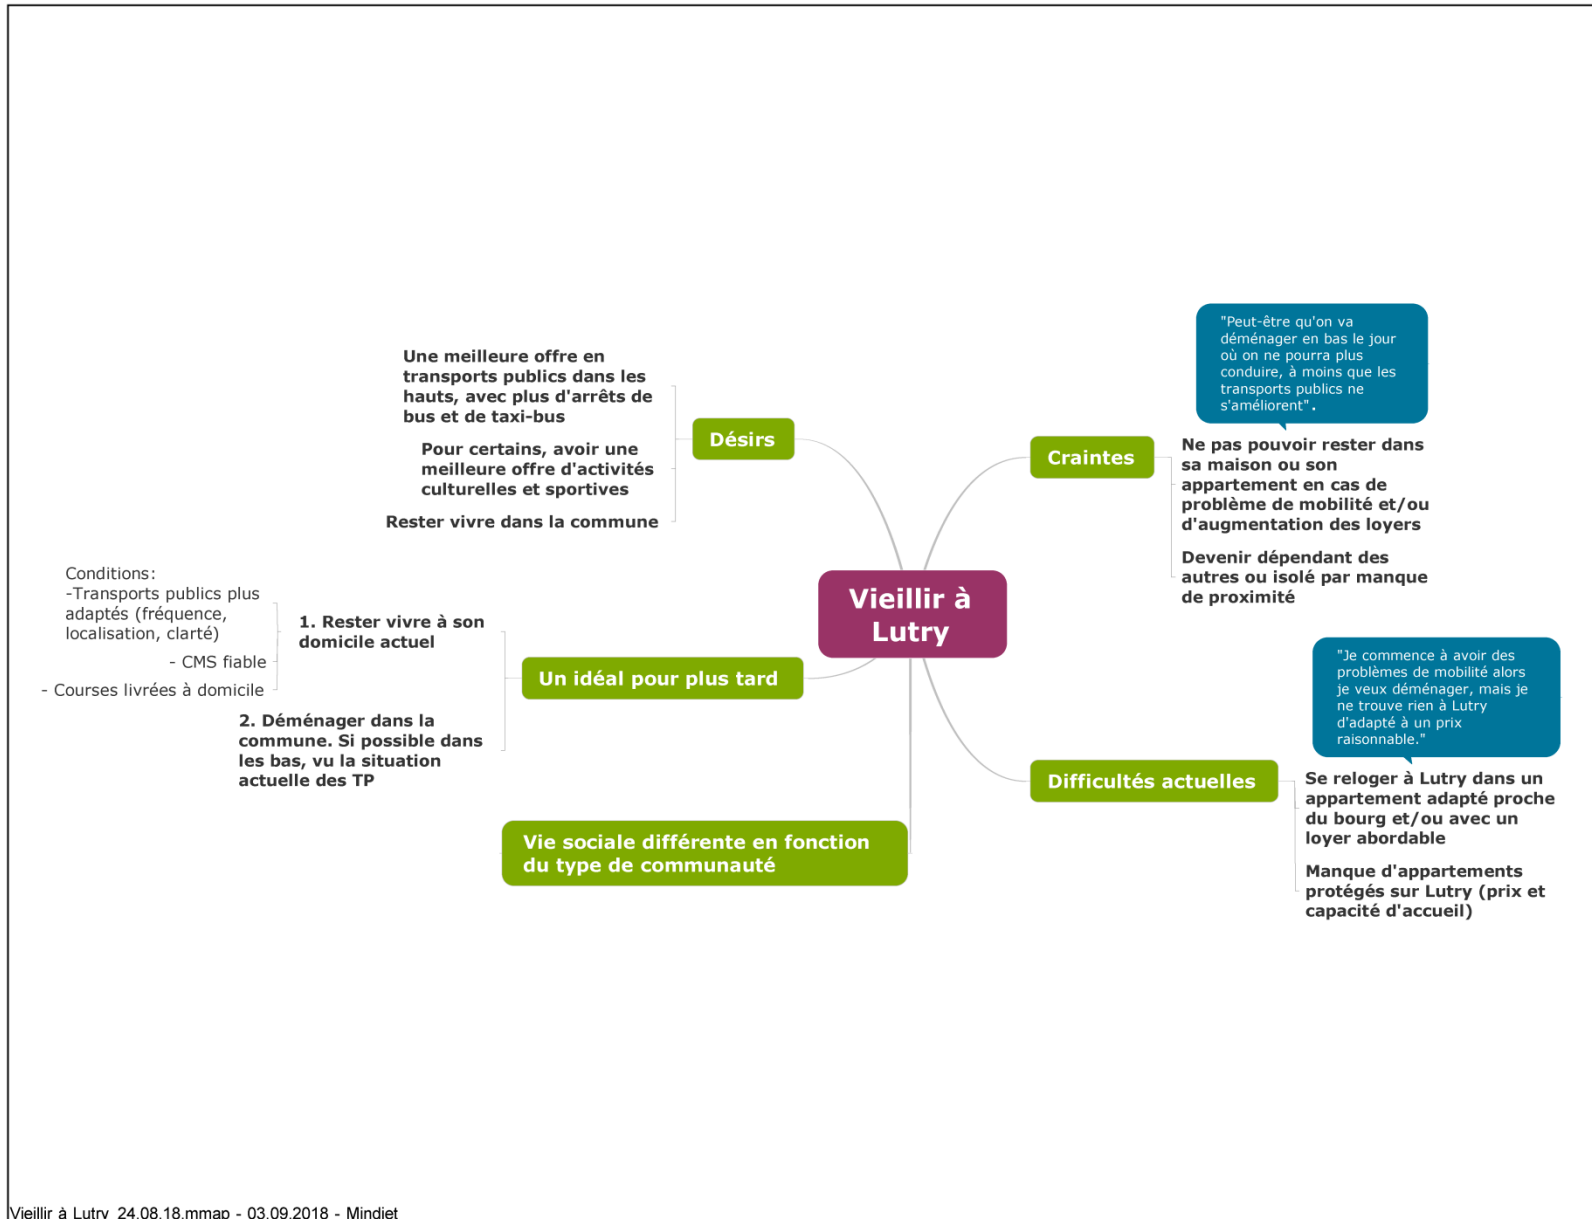 Vieillir à
Lutry
Désirs
Une meilleure offre en
transports publics dans les
hauts, avec plus d'arrêts de
bus et de taxi-bus
Pour certains, avoir une
meilleure offre d'activités
culturelles et sportives
Rester vivre dans la commune
Un idéal pour plus tard
1. Rester vivre à son
domicile actuel
Conditions:
-Transports publics plus
adaptés (fréquence,
localisation, clarté)
- CMS fiable
- Courses livrées à domicile
2. Déménager dans la
commune. Si possible dans
les bas, vu la situation
actuelle des TP
Vie sociale différente en fonction
du type de communauté
Craintes
"Peut-être qu'on va
déménager en bas le jour
où on ne pourra plus
conduire, à moins que les
transports publics ne
s'améliorent".
Ne pas pouvoir rester dans
sa maison ou son
appartement en cas de
problème de mobilité et/ou
d'augmentation des loyers
Devenir dépendant des
autres ou isolé par manque
de proximité
Difficultés actuelles
"Je commence à avoir des
problèmes de mobilité alors
je veux déménager, mais je
ne trouve rien à Lutry
d'adapté à un prix
raisonnable."
Se reloger à Lutry dans un
appartement adapté proche
du bourg et/ou avec un
loyer abordable
Manque d'appartements
protégés sur Lutry (prix et
capacité d'accueil)
Vieillir à Lutry_24.08.18.mmap - 03.09.2018 - Mindjet